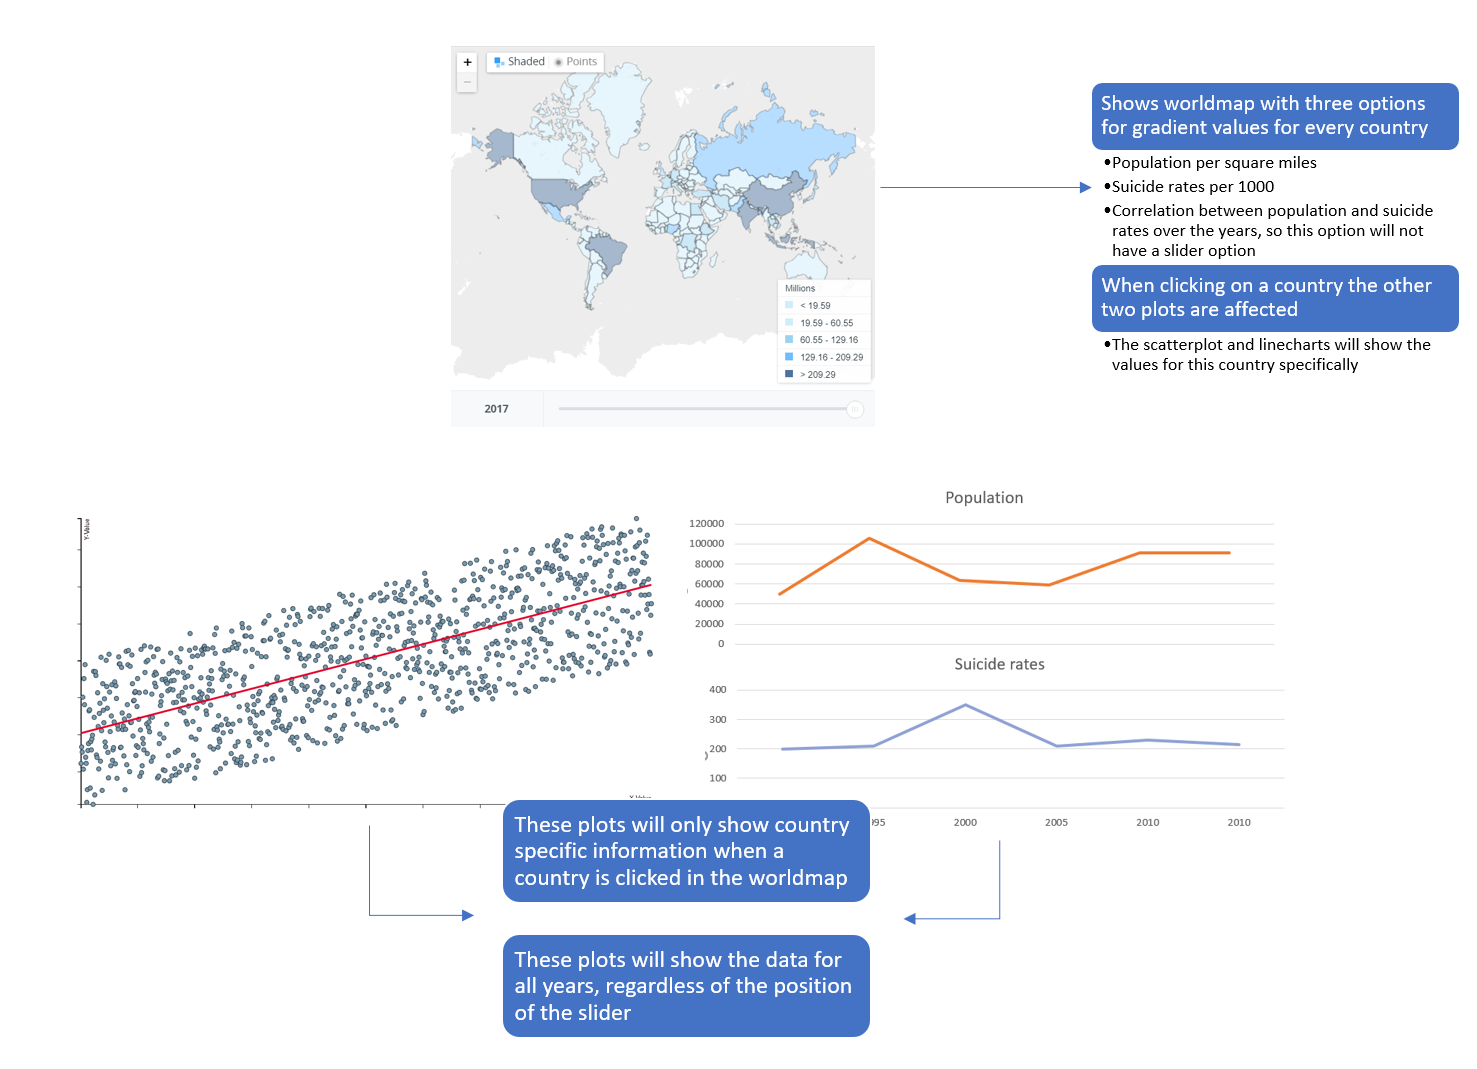 +
−
Shaded
Points
Millions
< 19.59
19.59 - 60.55
60.55 - 129.16
129.16 - 209.29
> 209.29
2017
Shows worldmap with three options
for gradient values for every country
•Population per square miles
•Suicide rates per 1000
•Correlation between population and suicide
rates over the years, so this option will not
have a slider option
When clicking on a country the other
two plots are affected
•The scatterplot and linecharts will show the
values for this country specifically
Y-Value
Population
120000
100000
80000
60000
40000
20000
0
Suicide rates
400
300
200
100
995
2000
2005
2010
2010
These plots will only show country
specific information when a
country is clicked in the worldmap
These plots will show the data for
all years, regardless of the position
of the slider